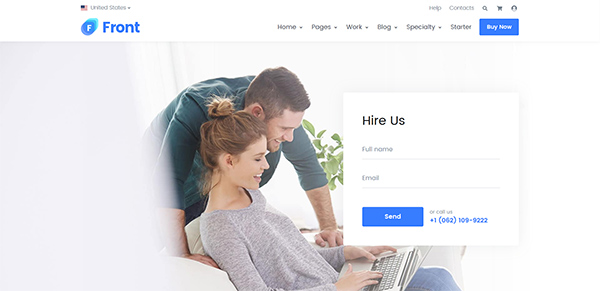 United States
Help Contacts
F Front
Home Pages Work Blog Specialty Starter Buy Now
Hire Us
Full name
Email
Send
or call us
+1 (062) 109-9222